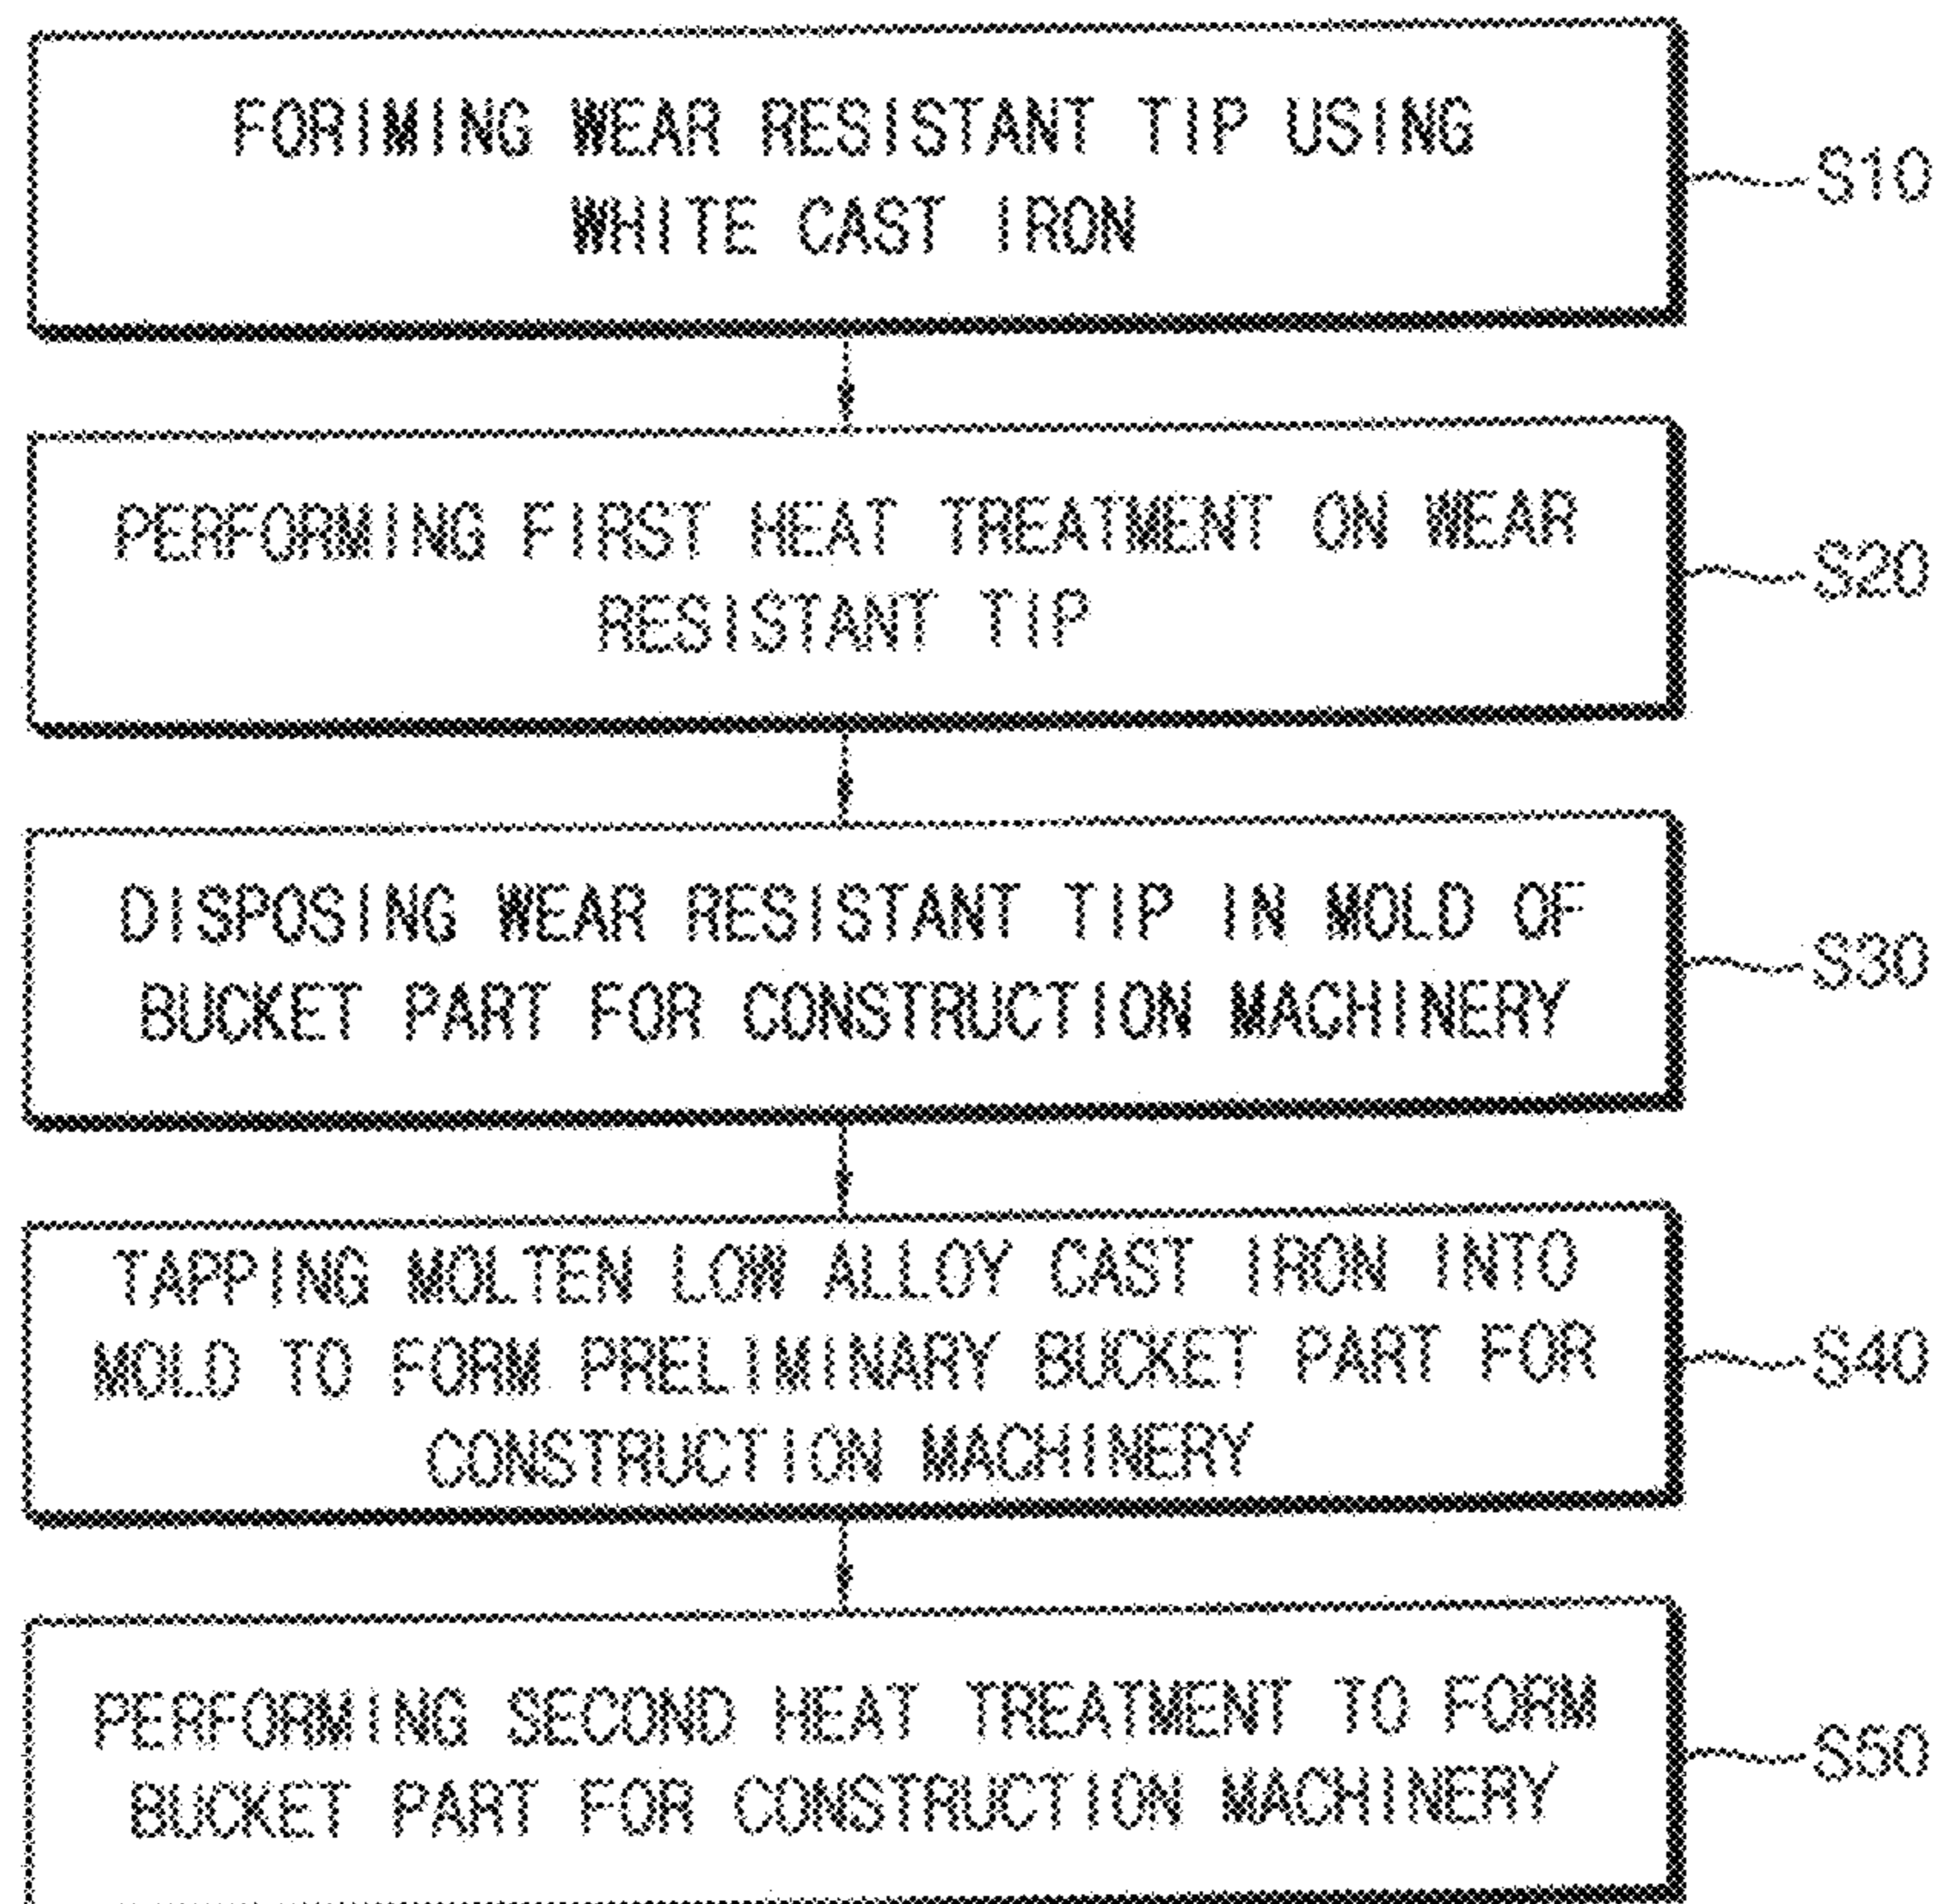 FORIMING WEAR RESISTANT TIP USING
WHITE CAST IRON
S10
PERFORMING FIRST HEAT TREATMENT ON WEAR
RESISTANT TIP
S20
DISPOSING WEAR RESISTANT TIP IN MOLD OF
BUCKET PART FOR CONSTRUCTION MACHINERY
S30
TAPPING MOLTEN LOW ALLOY CAST IRON INTO
MOLD TO FORM PRELIMINARY BUCKET PART FOR
CONSTRUCTION MACHINERY
S40
PERFORMING SECOND HEAT TREATMENT TO FORM
BUCKET PART FOR CONSTRUCTION MACHINERY
S50